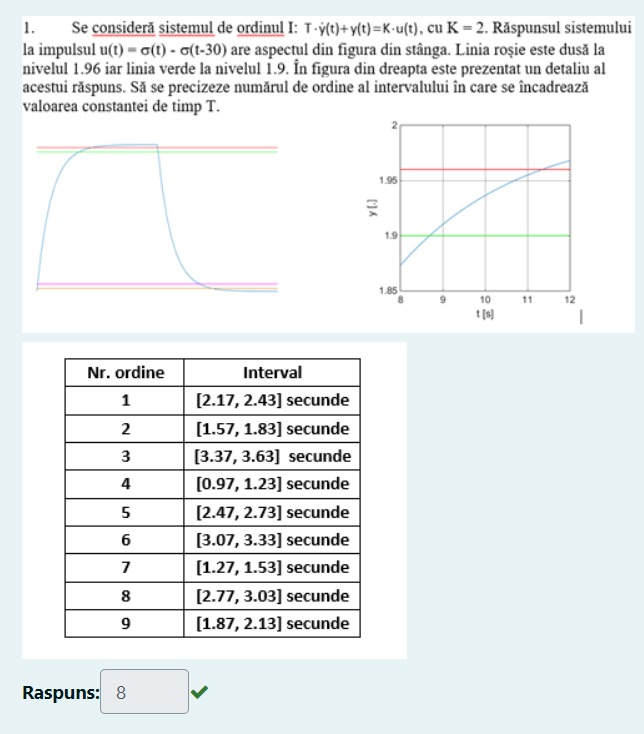 1. Se consideră sistemul de ordinul I: T·ẏ(t)+y(t)=K·u(t), cu K = 2. Răspunsul sistemului
la impulsul u(t) = σ(t) - σ(t-30) are aspectul din figura din stânga. Linia roșie este dusă la
nivelul 1.96 iar linia verde la nivelul 1.9. În figura din dreapta este prezentat un detaliu al
acestui răspuns. Să se precizeze numărul de ordine al intervalului în care se încadrează
valoarea constantei de timp T.
2
1.95
y [.]
1.9
1.85
8 9 10 11 12
t [s]
Nr. ordine Interval
1 [2.17, 2.43] secunde
2 [1.57, 1.83] secunde
3 [3.37, 3.63] secunde
4 [0.97, 1.23] secunde
5 [2.47, 2.73] secunde
6 [3.07, 3.33] secunde
7 [1.27, 1.53] secunde
8 [2.77, 3.03] secunde
9 [1.87, 2.13] secunde
Raspuns: 8